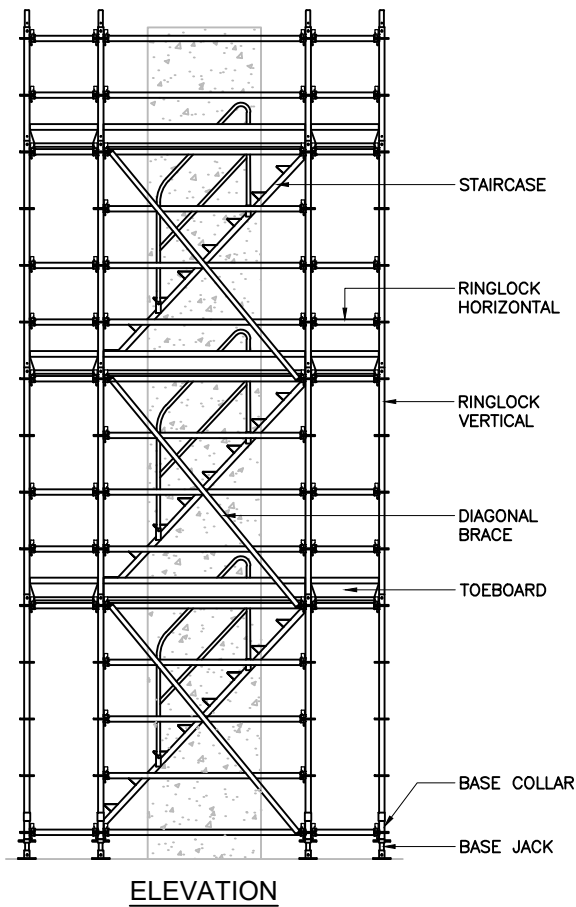 STAIRCASE
RINGLOCK
HORIZONTAL
RINGLOCK
VERTICAL
DIAGONAL
BRACE
TOEBOARD
BASE COLLAR
BASE JACK
ELEVATION